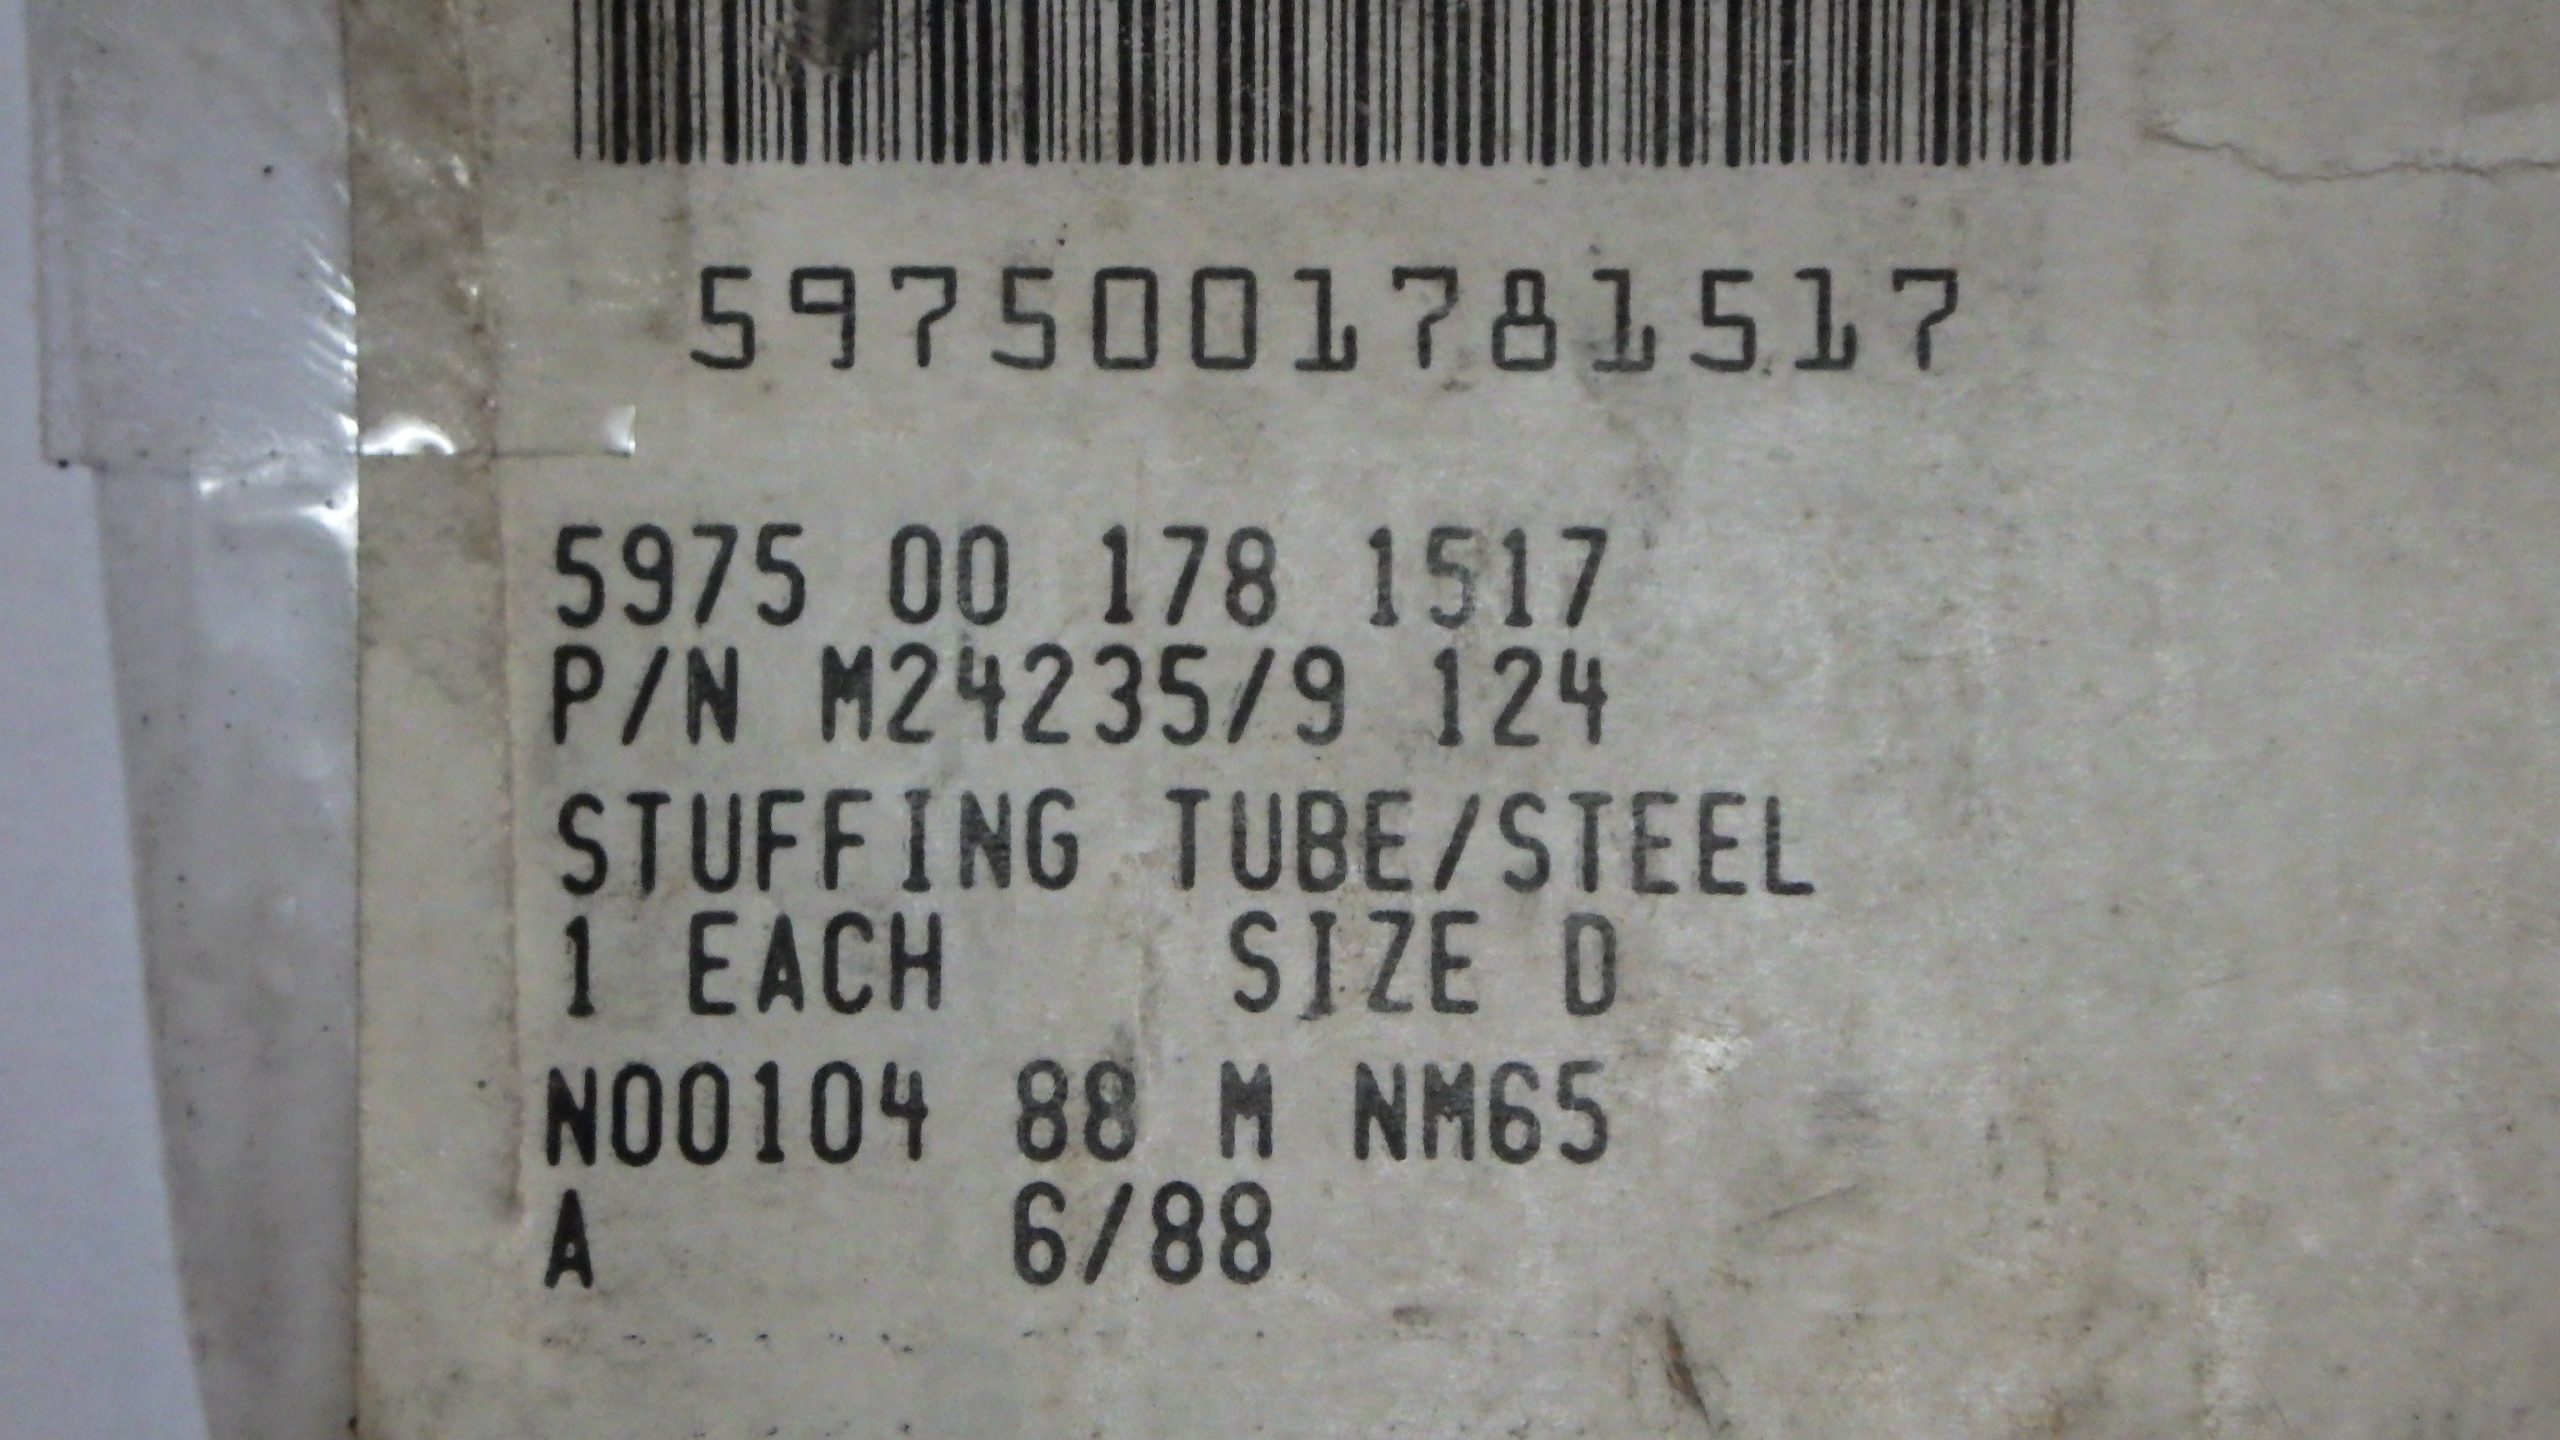 5975001781517
5975 00 178 1517
P/N M24235/9 124
STUFFING TUBE/STEEL
1 EACH SIZE D
N00104 88 M NM65
A 6/88